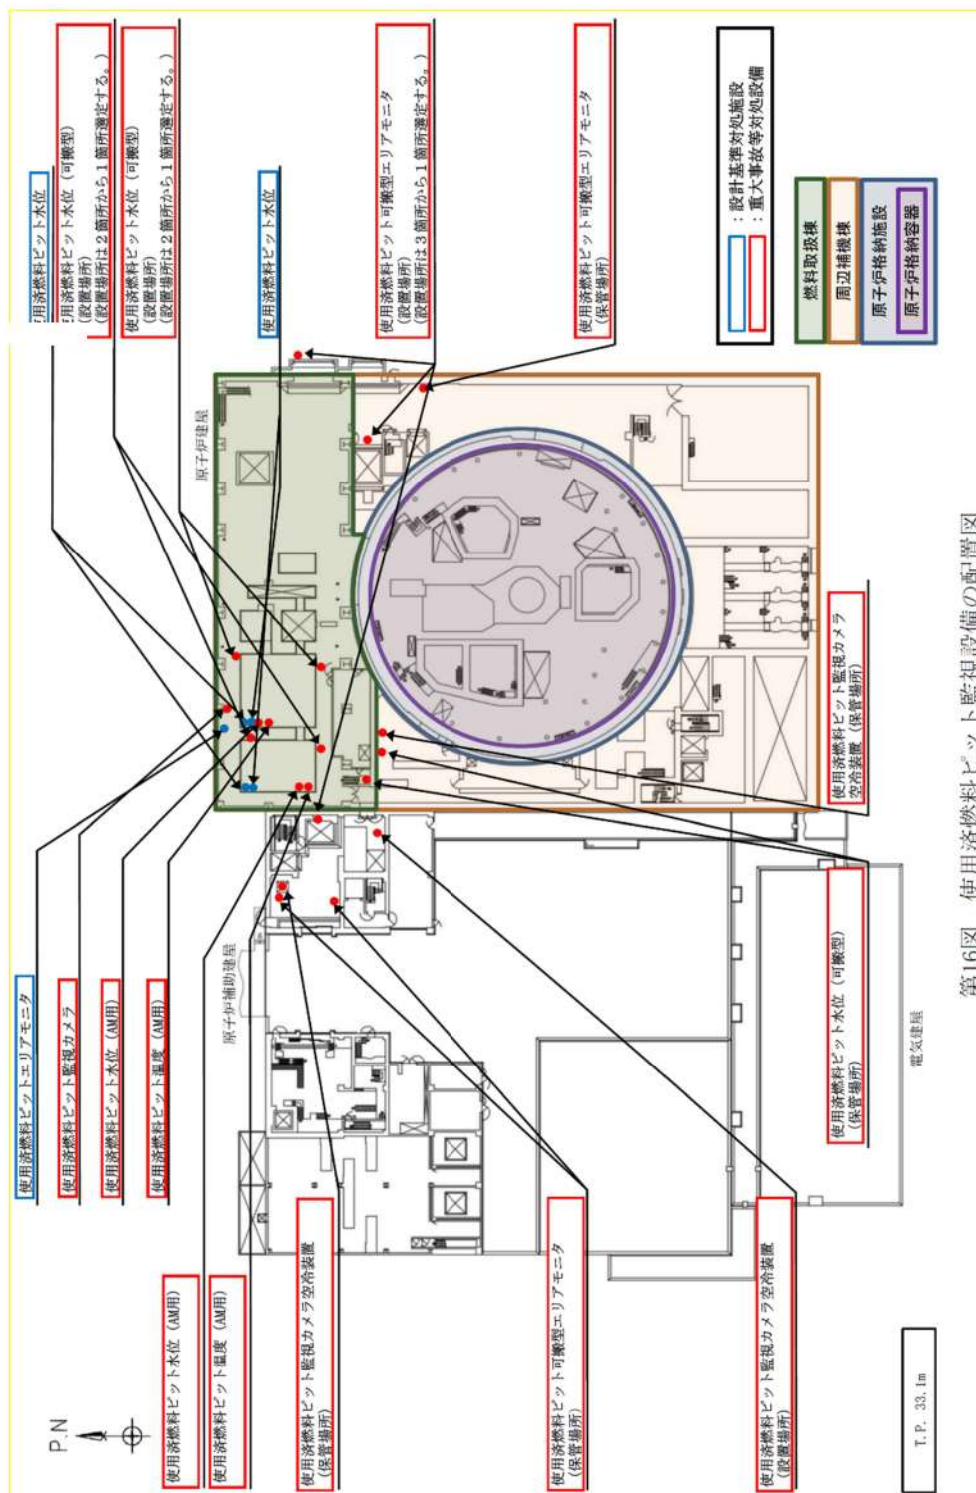 使用済燃料ピット水位
使用済燃料ピット水位（可搬型）
(設置場所)
(設置場所は２箇所から１箇所選定する。)
使用済燃料ピット水位（可搬型）
(設置場所)
(設置場所は２箇所から１箇所選定する。)
使用済燃料ピット水位
使用済燃料ピット可搬型エリアモニタ
(設置場所)
(設置場所は３箇所から１箇所選定する。)
使用済燃料ピット可搬型エリアモニタ
(保管場所)
：設計基準対処施設
：重大事故等対処設備
燃料取扱棟
周辺補機棟
原子炉格納施設
原子炉格納容器
原子炉建屋
使用済燃料ピットエリアモニタ
使用済燃料ピット監視カメラ
使用済燃料ピット水位（AM用）
使用済燃料ピット温度（AM用）
原子炉補助建屋
使用済燃料ピット監視カメラ
空冷装置（保管場所）
使用済燃料ピット水位（可搬型）
(保管場所)
電気建屋
P.N
使用済燃料ピット水位（AM用）
使用済燃料ピット温度（AM用）
使用済燃料ピット監視カメラ空冷装置
(保管場所)
使用済燃料ピット可搬型エリアモニタ
(保管場所)
使用済燃料ピット監視カメラ空冷装置
(設置場所)
T.P. 33.1m
第16図　使用済燃料ピット監視設備の配置図